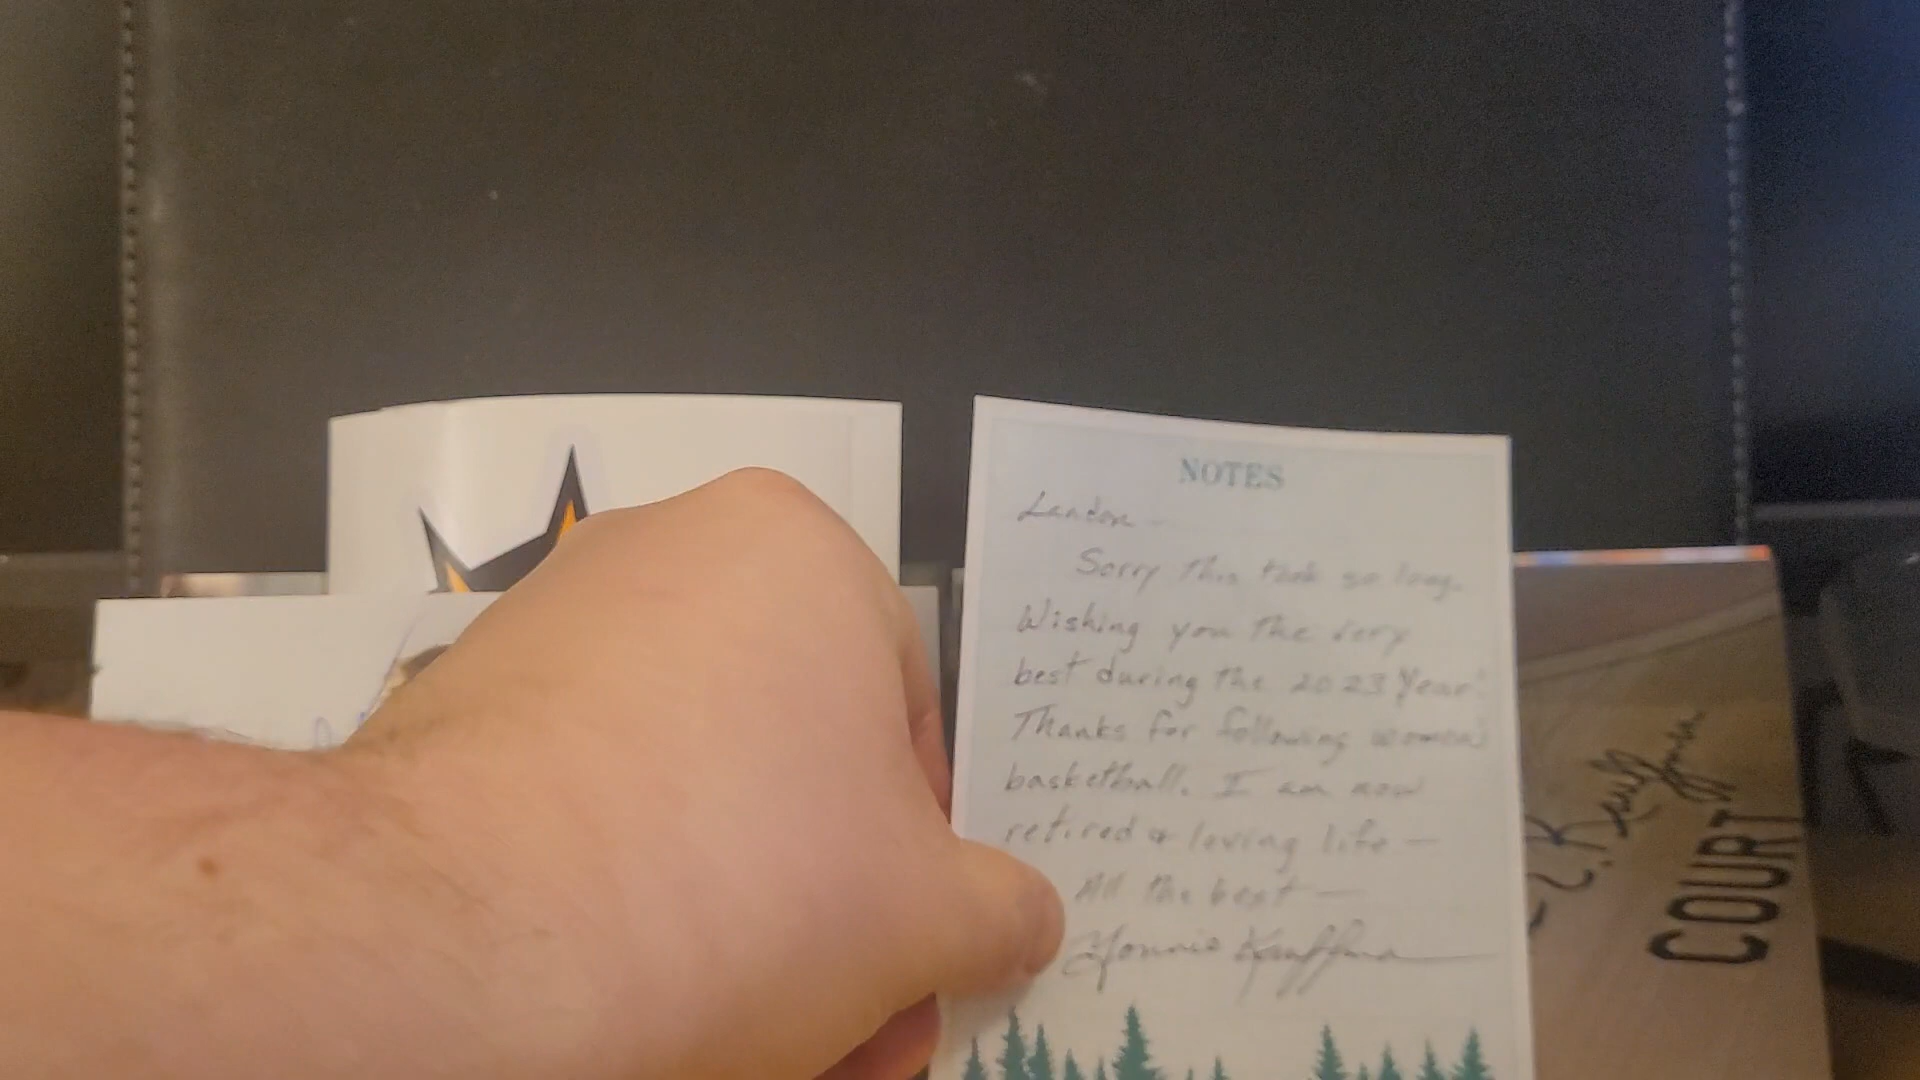 NOTES
Landon -
Sorry this took so long.
Wishing you the very
best during the 2023 Year!
Thanks for following women's
basketball. I am now
retired & loving life -
All the best -
Kauffman
COURT